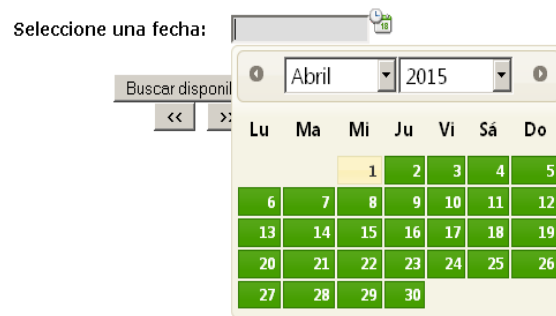 Seleccione una fecha:
18
Abril 2015
Buscar disponil
<< >>
Lu Ma Mi Ju Vi Sá Do
1 2 3 4 5
6 7 8 9 10 11 12
13 14 15 16 17 18 19
20 21 22 23 24 25 26
27 28 29 30